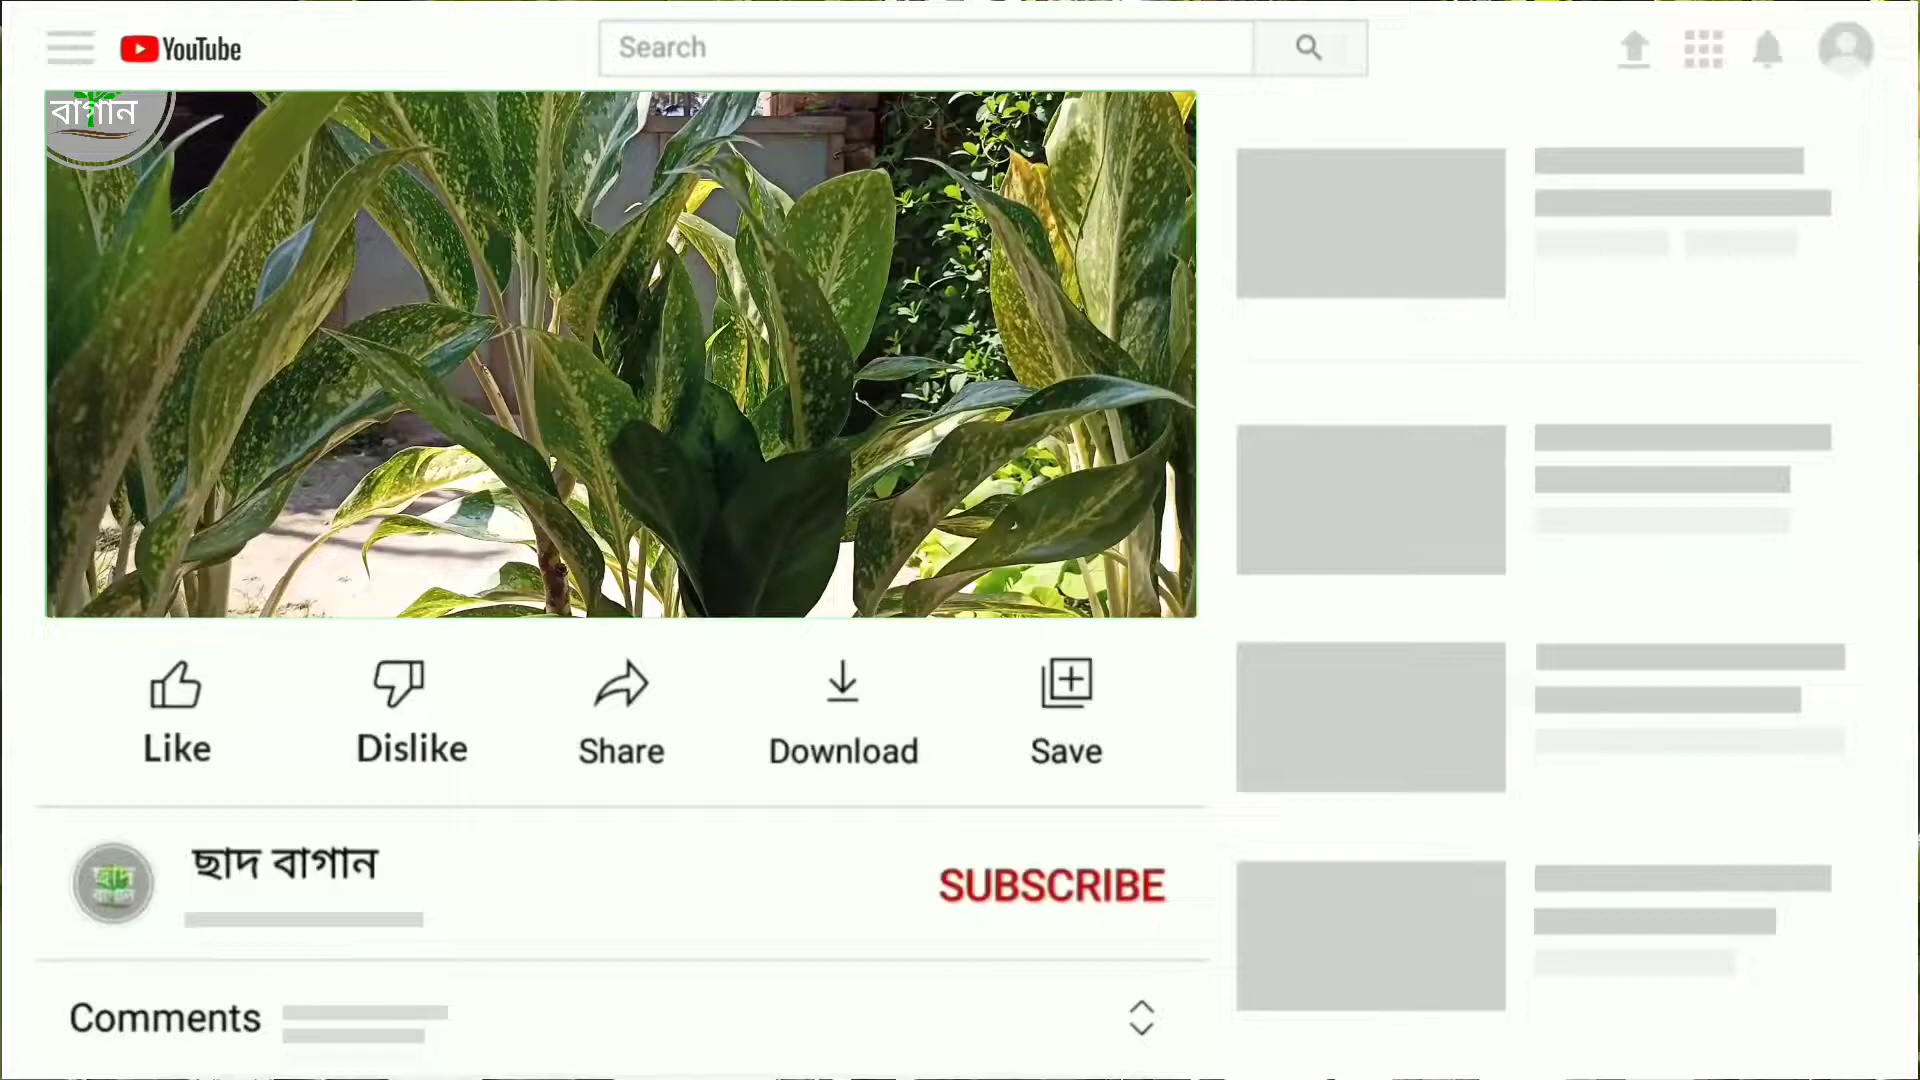 YouTube
Search
বাগান
Like
Dislike
Share
Download
Save
ছাদ বাগান
ছাদ
বাগান
SUBSCRIBE
Comments